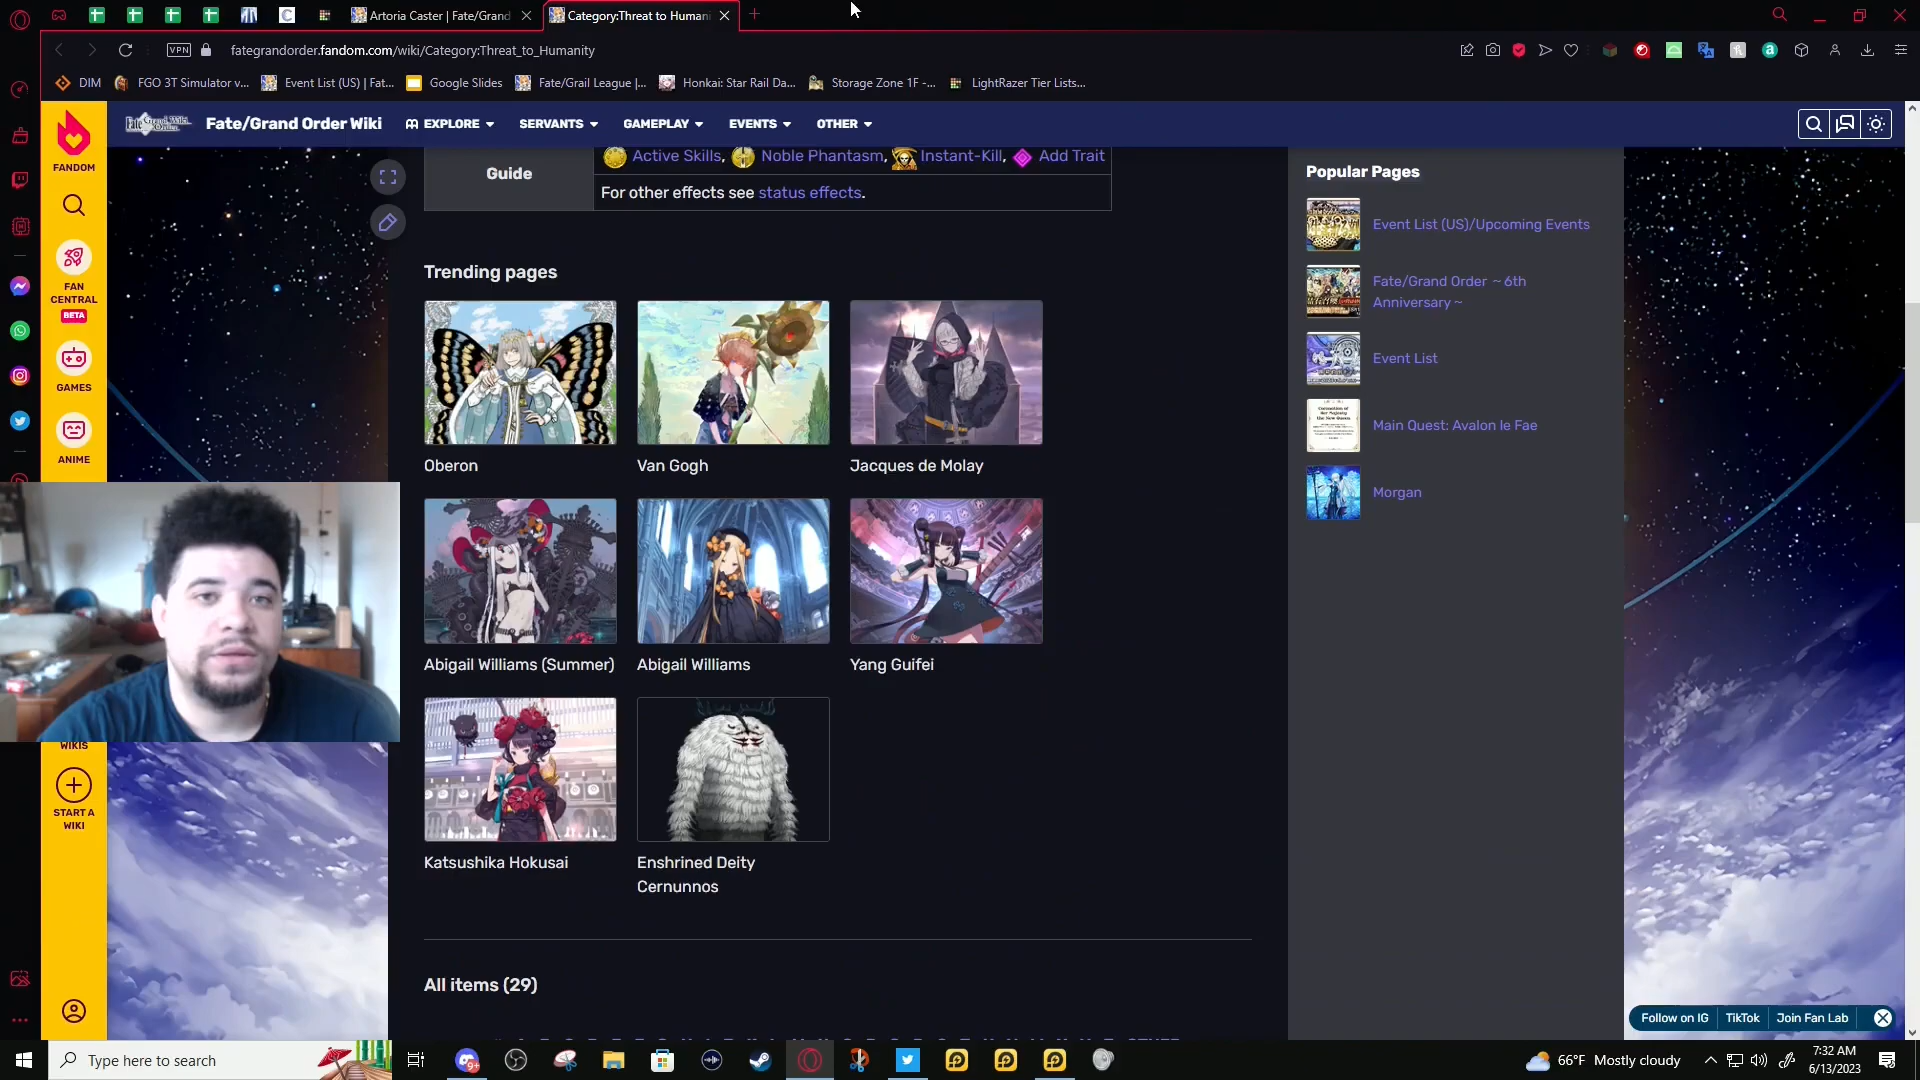 Artoria Caster | Fate/Grand
Category:Threat to Humani
VPN
fategrandorder.fandom.com/wiki/Category:Threat_to_Humanity
DIM
FGO 3T Simulator v...
Event List (US) | Fat...
Google Slides
Fate/Grail League |...
Honkai: Star Rail Da...
Storage Zone 1F -...
LightRazer Tier Lists...
Fate/Grand Order Wiki
EXPLORE
SERVANTS
GAMEPLAY
EVENTS
OTHER
FANDOM
FAN CENTRAL
BETA
GAMES
ANIME
WIKIS
START A WIKI
Guide
Active Skills, Noble Phantasm, Instant-Kill, Add Trait
For other effects see status effects.
Trending pages
Oberon
Van Gogh
Jacques de Molay
Abigail Williams (Summer)
Abigail Williams
Yang Guifei
Katsushika Hokusai
Enshrined Deity
Cernunnos
All items (29)
Popular Pages
Event List (US)/Upcoming Events
Fate/Grand Order ~6th
Anniversary~
Event List
Main Quest: Avalon le Fae
Morgan
Follow on IG
TikTok
Join Fan Lab
Type here to search
9+
66°F Mostly cloudy
7:32 AM
6/13/2023